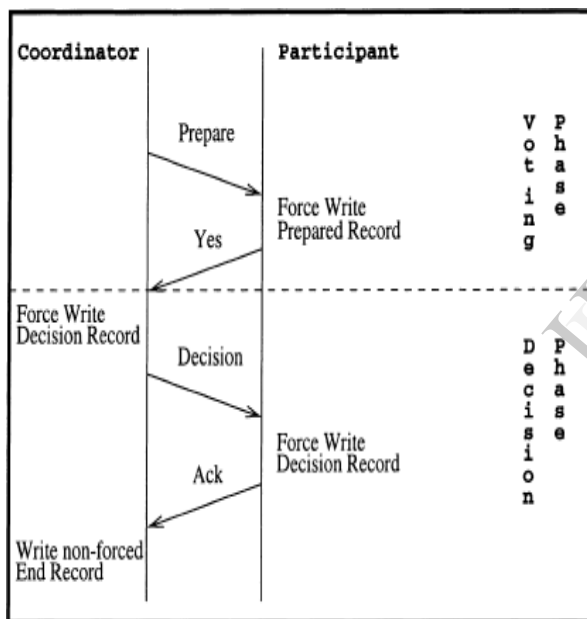 Coordinator
Participant
Prepare
Force Write
Prepared Record
Yes
Voting
Phase
Force Write
Decision Record
Decision
Force Write
Decision Record
Ack
Decision
Phase
Write non-forced
End Record